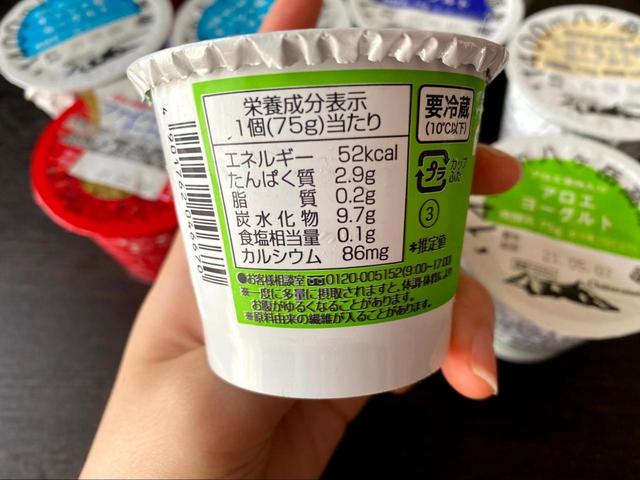 栄養成分表示
1個(75g)当たり
エネルギー 52kcal
たんぱく質 2.9g
脂質 0.2g
炭水化物 9.7g
食塩相当量 0.1g
カルシウム 86mg
要冷蔵
(10℃以下)
プラ
カップ
ふた
③
*推定値
●お客様相談室 0120-005152(9:00~17:00)
※一度に多量に摂取されますと、体調・体質により
お腹がゆるくなることがあります。
※原料由来の繊維が入ることがあります。
4 901762 046870
アロエ
ヨーグルト